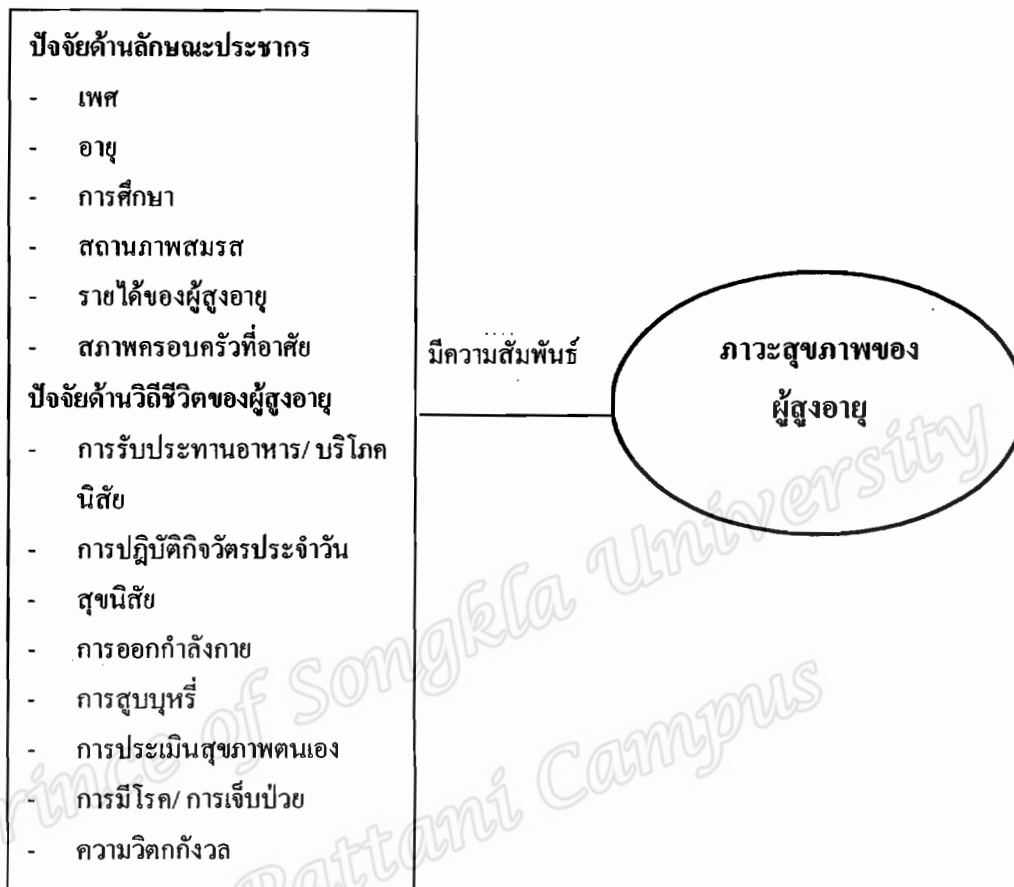 ปัจจัยด้านลักษณะประชากร
- เพศ
- อายุ
- การศึกษา
- สถานภาพสมรส
- รายได้ของผู้สูงอายุ
- สภาพครอบครัวที่อาศัย
ปัจจัยด้านวิถีชีวิตของผู้สูงอายุ
- การรับประทานอาหาร/ บริโภค
นิสัย
- การปฎิบัติกิจวัตรประจำวัน
- สุขนิสัย
- การออกกำลังกาย
- การสูบบุหรี่
- การประเมินสุขภาพตนเอง
- การมีโรค/ การเจ็บป่วย
- ความวิตกกังวล
มีความสัมพันธ์
ภาวะสุขภาพของ
ผู้สูงอายุ
Prince of Songkla University
Pattani Campus